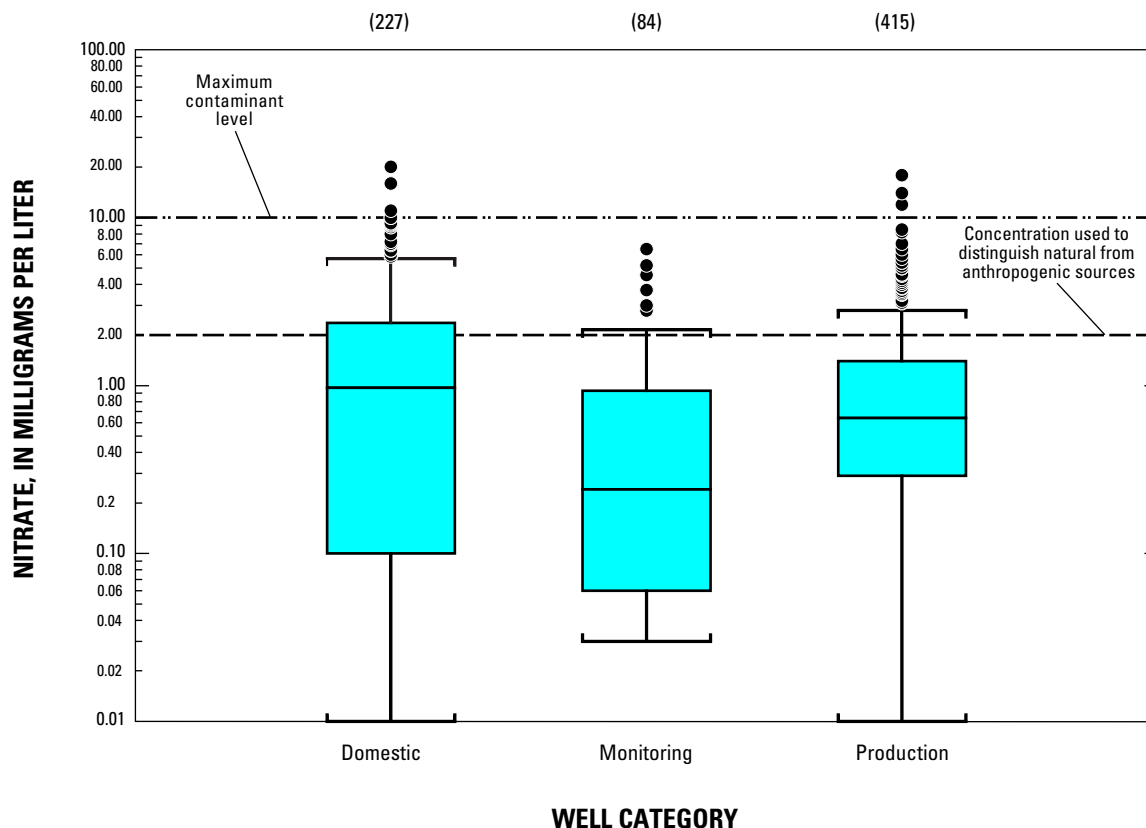 (227) (84) (415)
100.00
80.00
60.00
40.00
20.00
10.00
8.00
6.00
4.00
2.00
1.00
0.80
0.60
0.40
0.2
0.10
0.08
0.06
0.04
0.02
0.01
NITRATE, IN MILLIGRAMS PER LITER
Maximum
contaminant
level
Concentration used to
distinguish natural from
anthropogenic sources
Domestic Monitoring Production
WELL CATEGORY